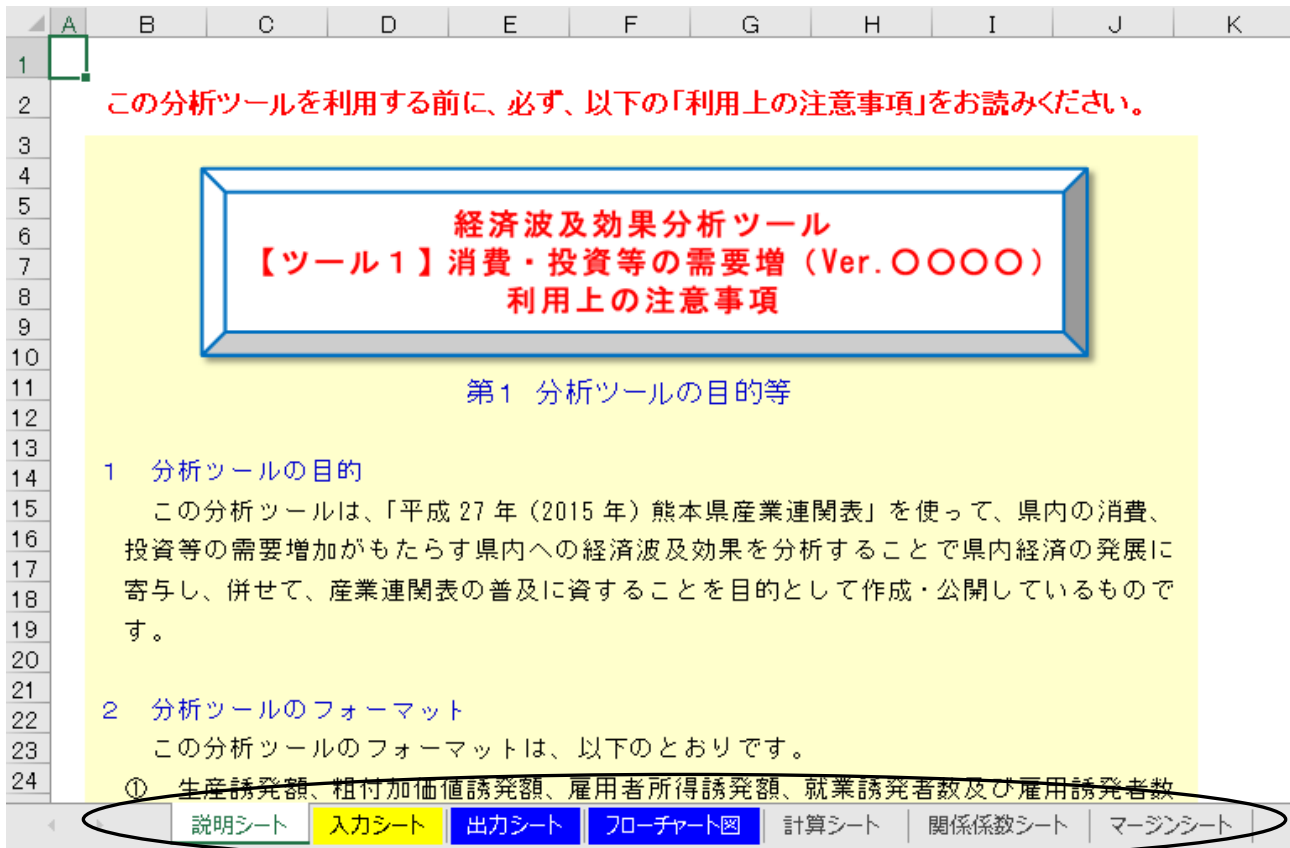 A B C D E F G H I J K
1
2 この分析ツールを利用する前に、必ず、以下の「利用上の注意事項」をお読みください。
3
4
5
6 経済波及効果分析ツール
7 【ツール1】消費・投資等の需要増（Ver.〇〇〇〇）
8 利用上の注意事項
9
10
11 第1 分析ツールの目的等
12
13
14 1 分析ツールの目的
15 この分析ツールは、「平成27年（2015年）熊本県産業連関表」を使って、県内の消費、
16 投資等の需要増加がもたらす県内への経済波及効果を分析することで県内経済の発展に
17
18 寄与し、併せて、産業連関表の普及に資することを目的として作成・公開しているもので
19 す。
20
21
22 2 分析ツールのフォーマット
23 この分析ツールのフォーマットは、以下のとおりです。
24 ① 生産誘発額、粗付加価値誘発額、雇用者所得誘発額、就業誘発者数及び雇用誘発者数
説明シート 入力シート 出力シート フローチャート図 計算シート 関係係数シート マージンシート